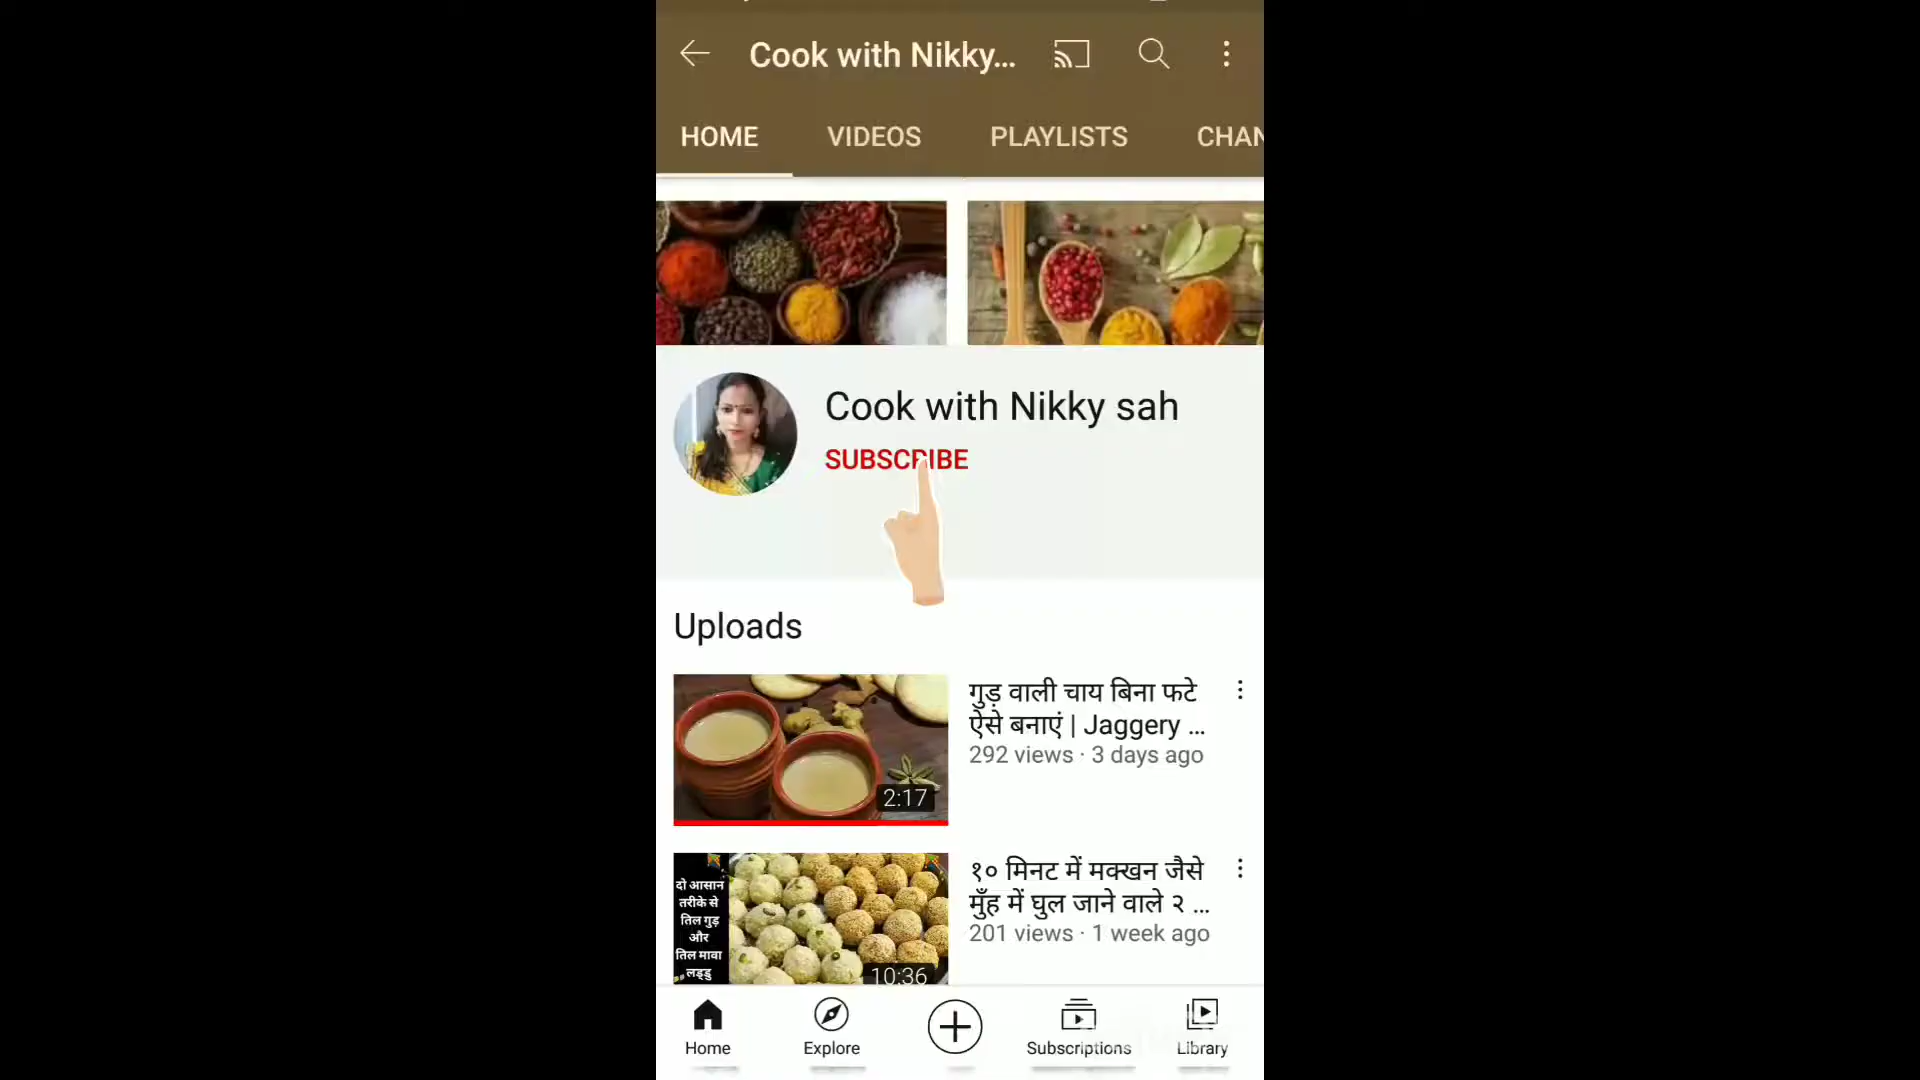 Cook with Nikky...
HOME VIDEOS PLAYLISTS CHAN
Cook with Nikky sah
SUBSCRIBE
Uploads
गुड़ वाली चाय बिना फटे
ऐसे बनाएं | Jaggery ...
292 views · 3 days ago
2:17
दो आसान
तरीके से
तिल गुड़
और
तिल मावा
लड्डु
10:36
१० मिनट में मक्खन जैसे
मुँह में घुल जाने वाले २ ...
201 views · 1 week ago
Home Explore Subscriptions Library